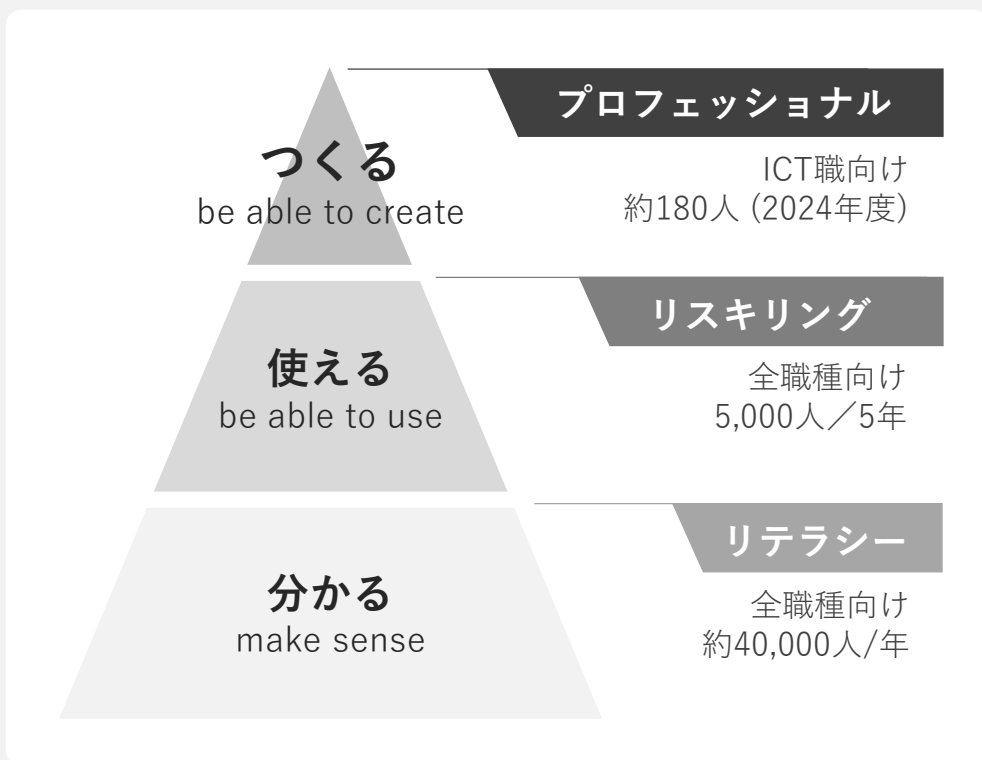 つくる
be able to create
プロフェッショナル
ICT職向け
約180人 (2024年度)
使える
be able to use
リスキリング
全職種向け
5,000人／5年
分かる
make sense
リテラシー
全職種向け
約40,000人/年